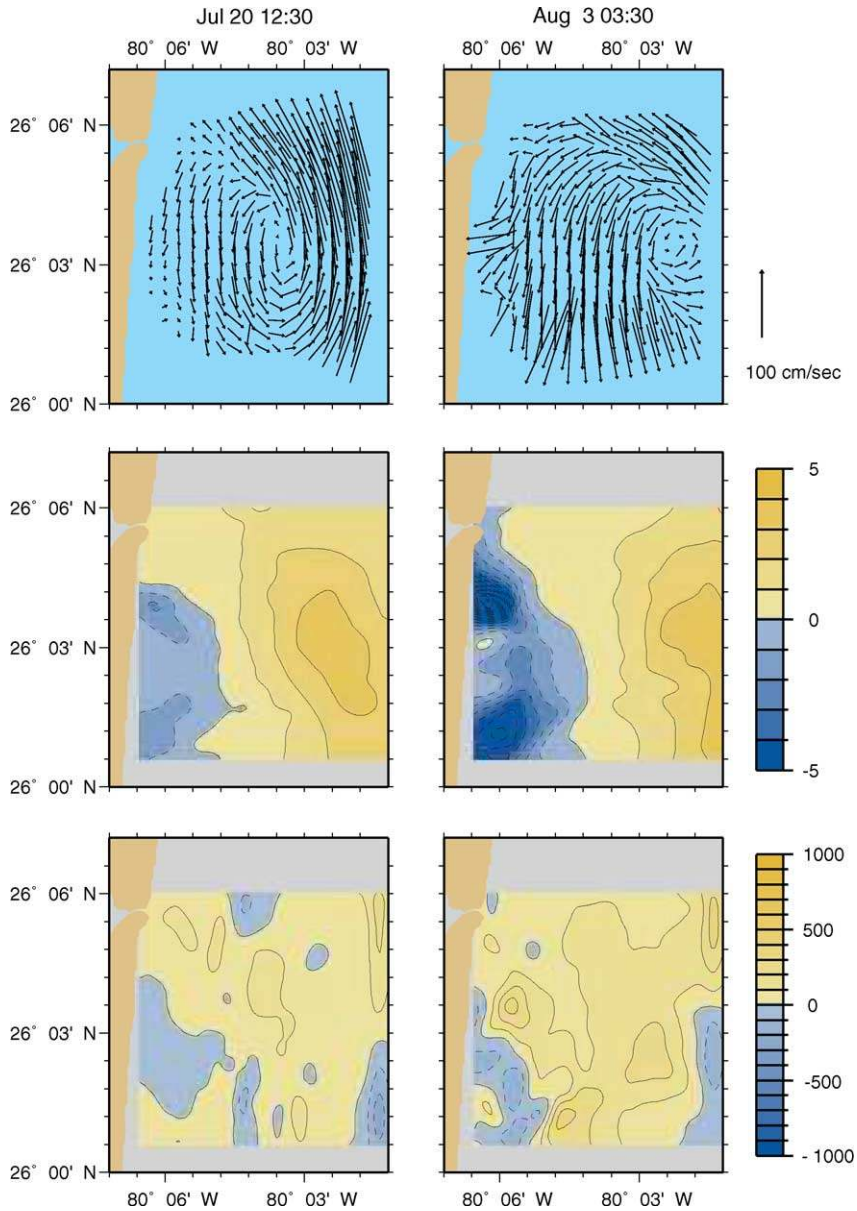 Jul 20 12:30 Aug 3 03:30
80° 06' W 80° 03' W 80° 06' W 80° 03' W
26° 06' N
26° 03' N
26° 00' N
100 cm/sec
26° 06' N
26° 03' N
26° 00' N
5
0
-5
26° 06' N
26° 03' N
26° 00' N
1000
500
0
-500
- 1000
80° 06' W 80° 03' W 80° 06' W 80° 03' W